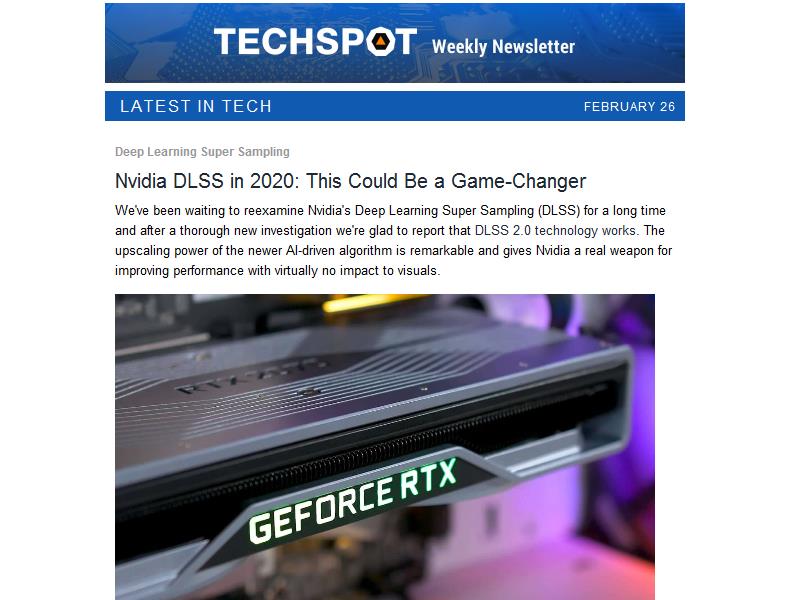 TECHSPOT Weekly Newsletter
LATEST IN TECH FEBRUARY 26
Deep Learning Super Sampling
Nvidia DLSS in 2020: This Could Be a Game-Changer
We've been waiting to reexamine Nvidia's Deep Learning Super Sampling (DLSS) for a long time
and after a thorough new investigation we're glad to report that DLSS 2.0 technology works. The
upscaling power of the newer AI-driven algorithm is remarkable and gives Nvidia a real weapon for
improving performance with virtually no impact to visuals.
GEFORCE RTX